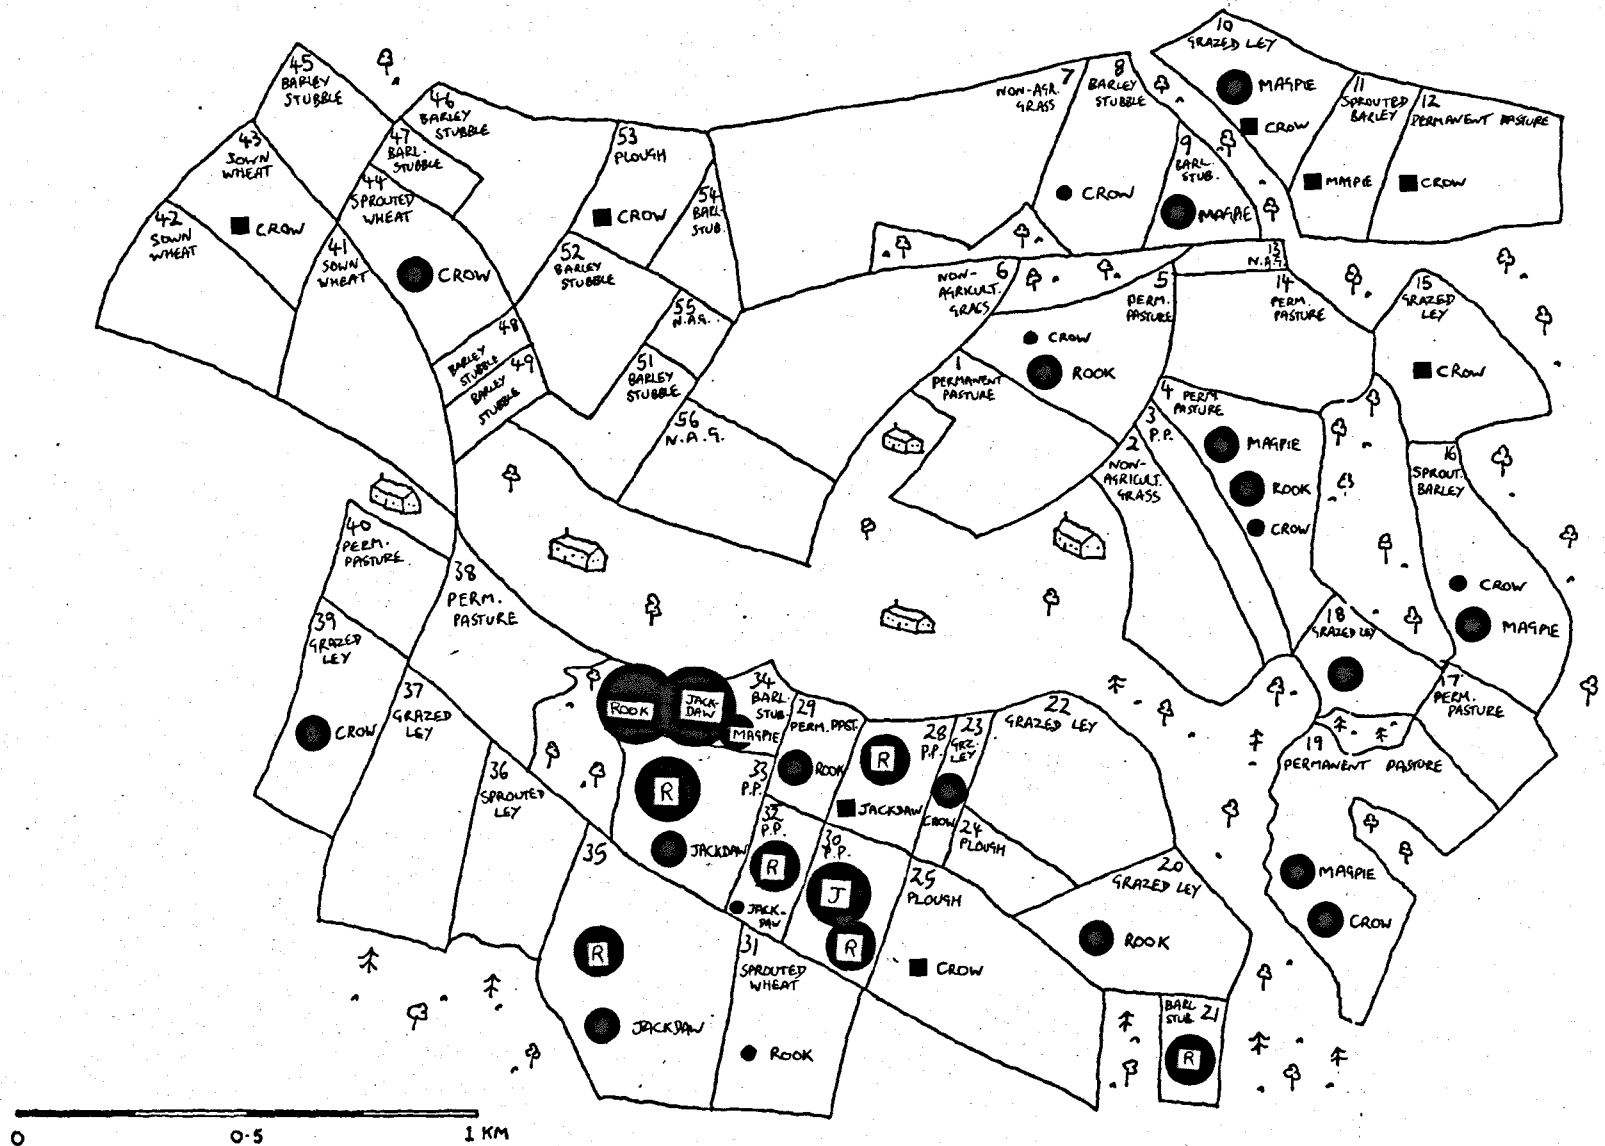 10
GRAZED LEY
MAGPIE
CROW
11
SPROUTED
BARLEY
MAGPIE
12
PERMANENT PASTURE
CROW
45
BARLEY
STUBBLE
46
BARLEY
STUBBLE
47
BARL.
STUBBLE
43
SOWN
WHEAT
CROW
42
SOWN
WHEAT
44
SPROUTED
WHEAT
CROW
41
SOWN
WHEAT
53
PLOUGH
CROW
54
BARL.
STUB.
52
BARLEY
STUBBLE
55
N.A.G.
48
BARLEY
STUBBLE
49
BARLEY
STUBBLE
51
BARLEY
STUBBLE
56
N.A.G.
7
NON-AGR.
GRASS
8
BARLEY
STUBBLE
CROW
9
BARL.
STUB.
MAGPIE
6
NON-
AGRICULT.
GRASS
13
N.A.G.
5
PERM.
PASTURE
CROW
ROOK
14
PERM.
PASTURE
15
GRAZED
LEY
CROW
1
PERMANENT
PASTURE
4
PERM.
PASTURE
MAGPIE
ROOK
CROW
3
P.P.
2
NON-
AGRICULT.
GRASS
16
SPROUT.
BARLEY
CROW
MAGPIE
18
GRAZED LEY
17
PERM.
PASTURE
19
PERMANENT PASTURE
MAGPIE
CROW
40
PERM.
PASTURE
38
PERM.
PASTURE
39
GRAZED
LEY
CROW
37
GRAZED
LEY
36
SPROUTED
LEY
ROOK
JACK-
DAW
MAGPIE
34
BARL.
STUB.
33
P.P.
R
JACKDAW
29
PERM. PAST.
ROOK
28
P.P.
R
JACKDAW
23
GRZ.
LEY
CROW
22
GRAZED LEY
24
PLOUGH
32
P.P.
R
JACK-
DAW
30
P.P.
J
R
25
PLOUGH
CROW
20
GRAZED LEY
ROOK
21
BARL
STUB.
R
35
R
JACKDAW
31
SPROUTED
WHEAT
ROOK
0 0.5 1 KM